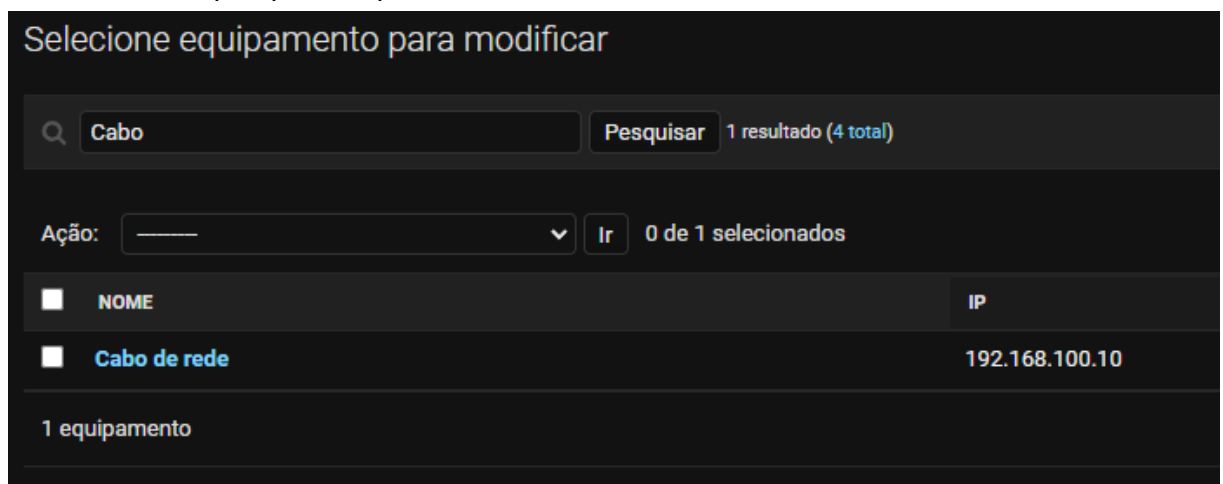 Selecione equipamento para modificar
Cabo Pesquisar 1 resultado (4 total)
Ação: --------- Ir 0 de 1 selecionados
NOME IP
Cabo de rede 192.168.100.10
1 equipamento